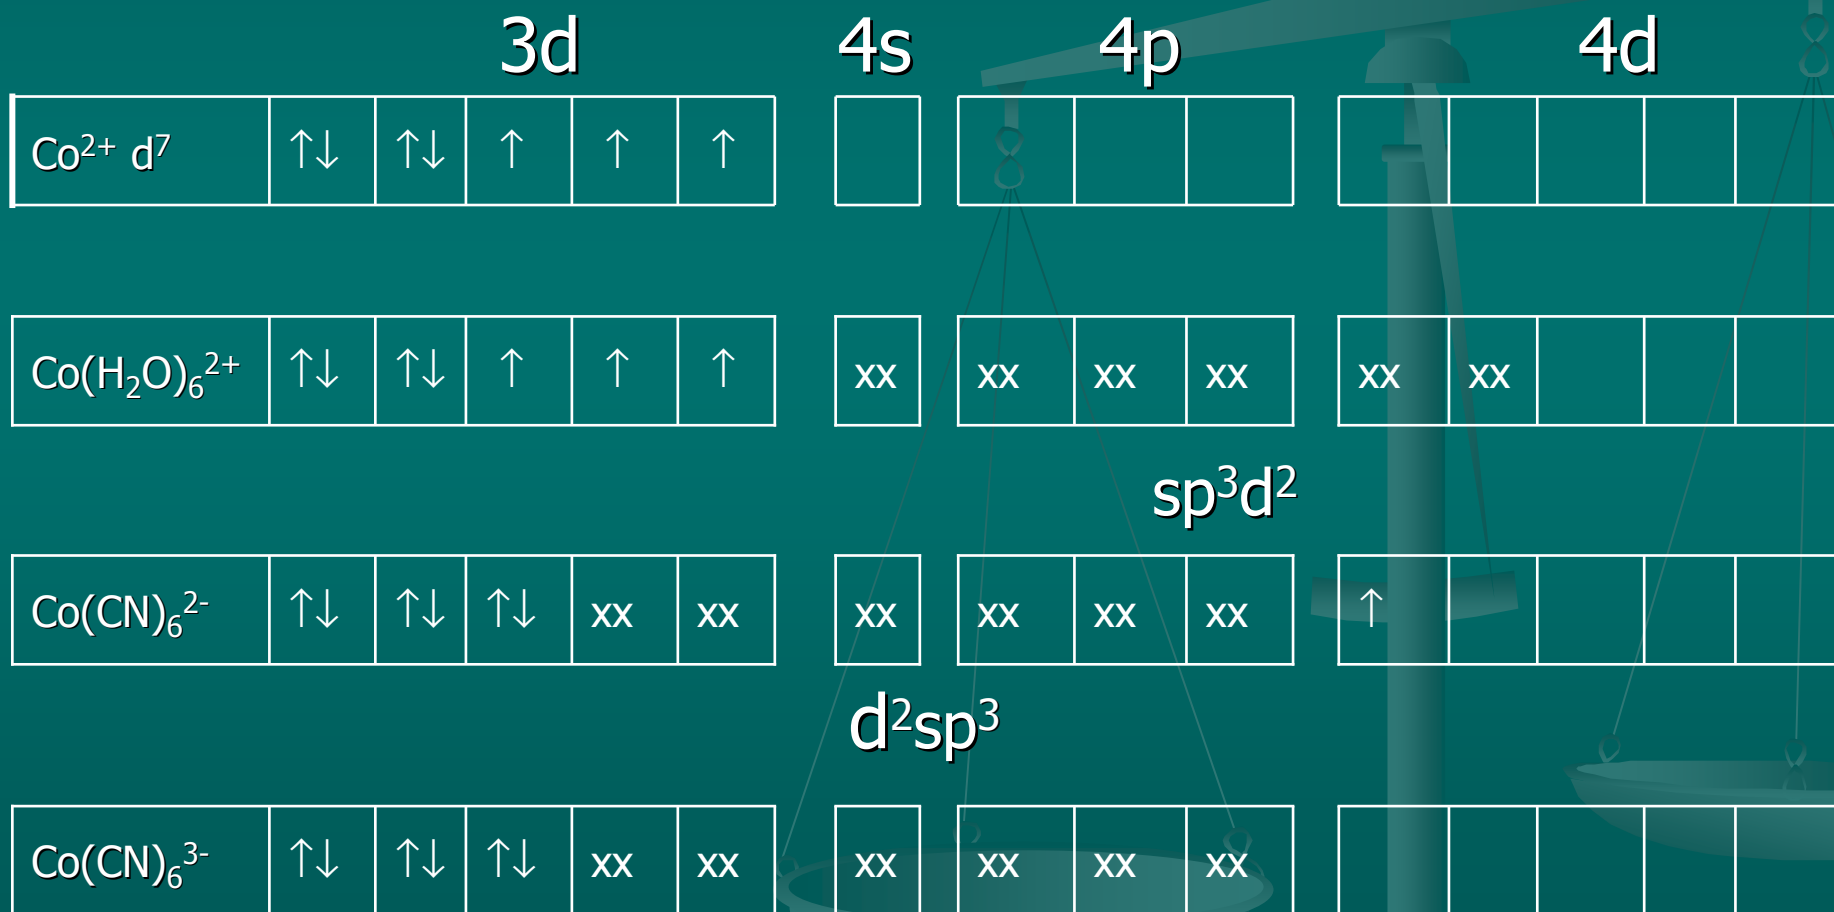 3d 4s 4p 4d
Co²⁺ d⁷ ↑↓ ↑↓ ↑ ↑ ↑
Co(H₂O)₆²⁺ ↑↓ ↑↓ ↑ ↑ ↑ xx xx xx xx xx xx
sp³d²
Co(CN)₆²⁻ ↑↓ ↑↓ ↑↓ xx xx xx xx xx xx ↑
d²sp³
Co(CN)₆³⁻ ↑↓ ↑↓ ↑↓ xx xx xx xx xx xx